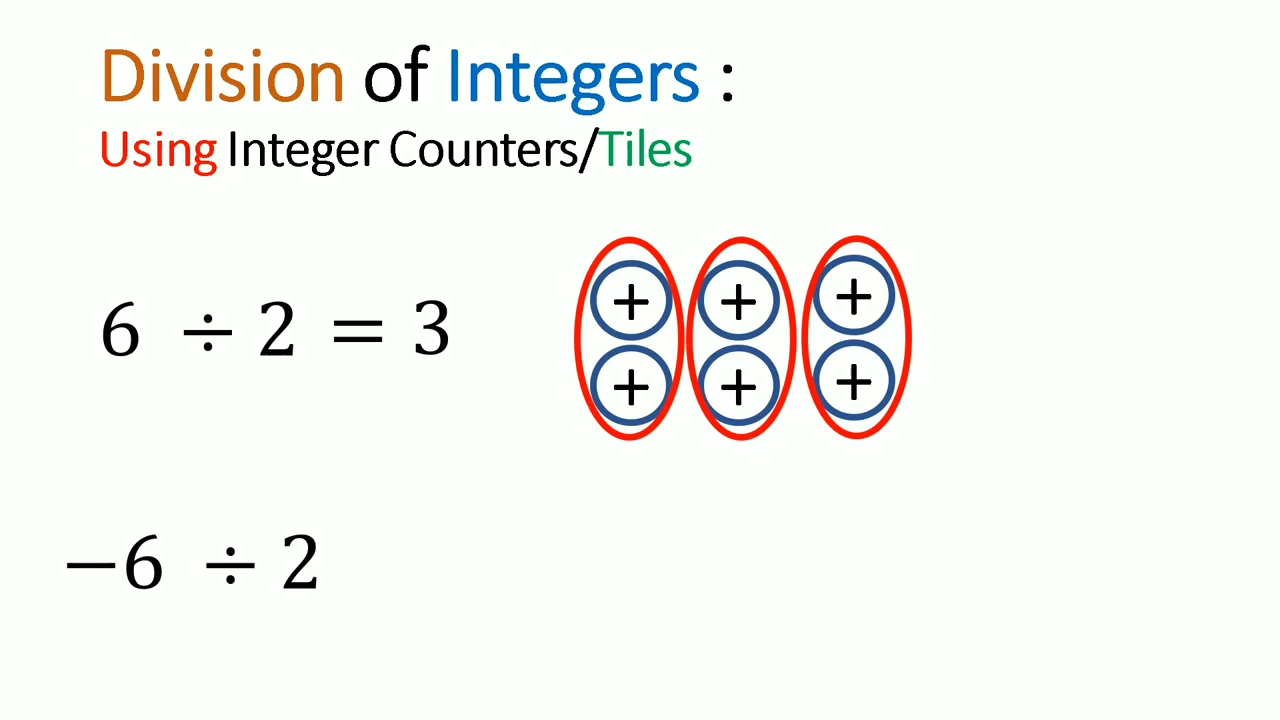 Division of Integers :
Using Integer Counters/Tiles
6 ÷ 2 = 3
+ + +
+ + +
−6 ÷ 2